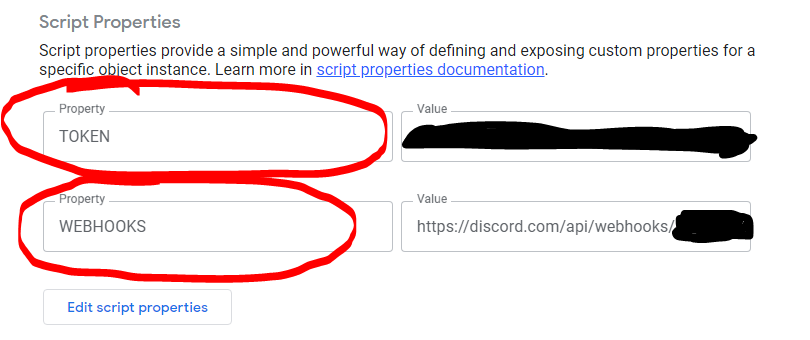 Script Properties
Script properties provide a simple and powerful way of defining and exposing custom properties for a
specific object instance. Learn more in script properties documentation.
Property
Value
TOKEN
Property
Value
WEBHOOKS
https://discord.com/api/webhooks/
Edit script properties